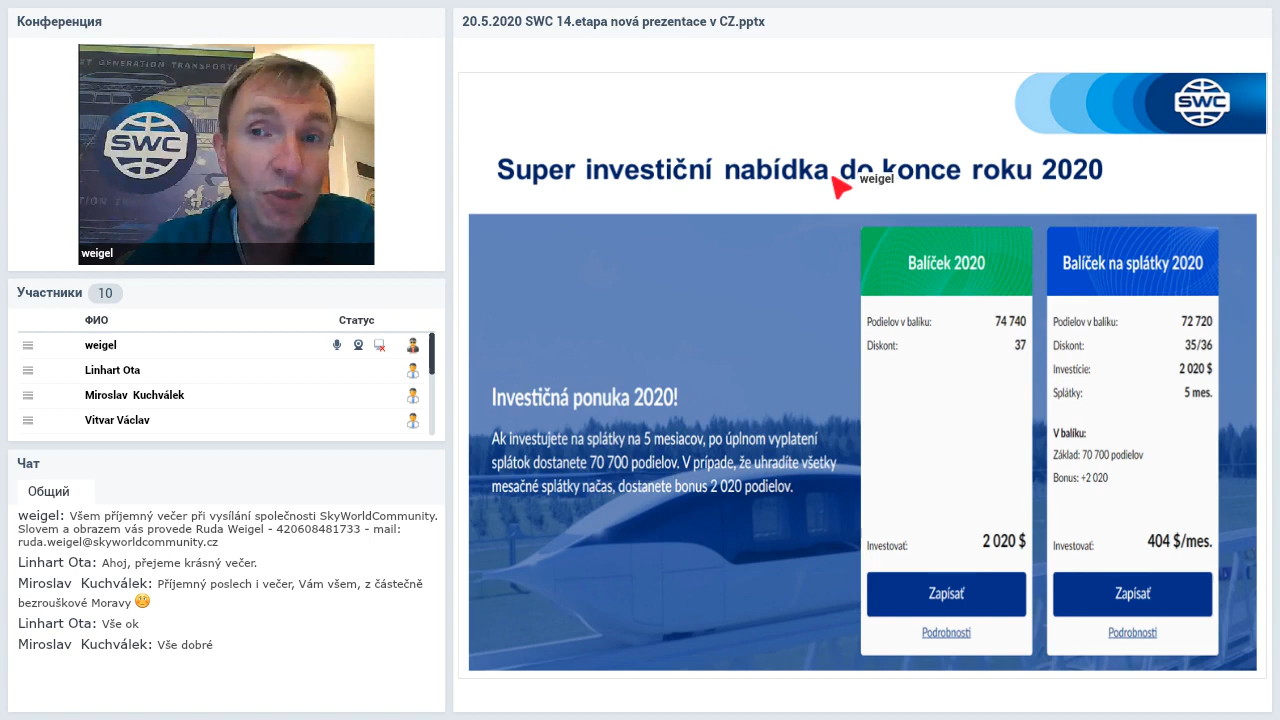 Конференция
XT GENERATION TRANSPORTA
SWC
weigel
Участники 10
ФИО Статус
weigel
Linhart Ota
Miroslav Kuchválek
Vitvar Václav
Чат
Общий
weigel: Všem příjemný večer při vysílání společnosti SkyWorldCommunity.
Slovem a obrazem vás provede Ruda Weigel - 420608481733 - mail:
ruda.weigel@skyworldcommunity.cz
Linhart Ota: Ahoj, přejeme krásný večer.
Miroslav Kuchválek: Příjemný poslech i večer, Vám všem, z částečně
bezrouškové Moravy
Linhart Ota: Vše ok
Miroslav Kuchválek: Vše dobré
20.5.2020 SWC 14.etapa nová prezentace v CZ.pptx
SWC
Super investiční nabídka do konce roku 2020
weigel
Investičná ponuka 2020!
Ak investujete na splátky na 5 mesiacov, po úplnom vyplatení
splátok dostanete 70 700 podielov. V prípade, že uhradíte všetky
mesačné splátky načas, dostanete bonus 2 020 podielov.
Balíček 2020
Podielov v balíku: 74 740
Diskont: 37
Investovať: 2 020 $
Zapísať
Podrobnosti
Balíček na splátky 2020
Podielov v balíku: 72 720
Diskont: 35/36
Investície: 2 020 $
Splátky: 5 mes.
V balíku:
Základ: 70 700 podielov
Bonus: +2 020
Investovať: 404 $/mes.
Zapísať
Podrobnosti